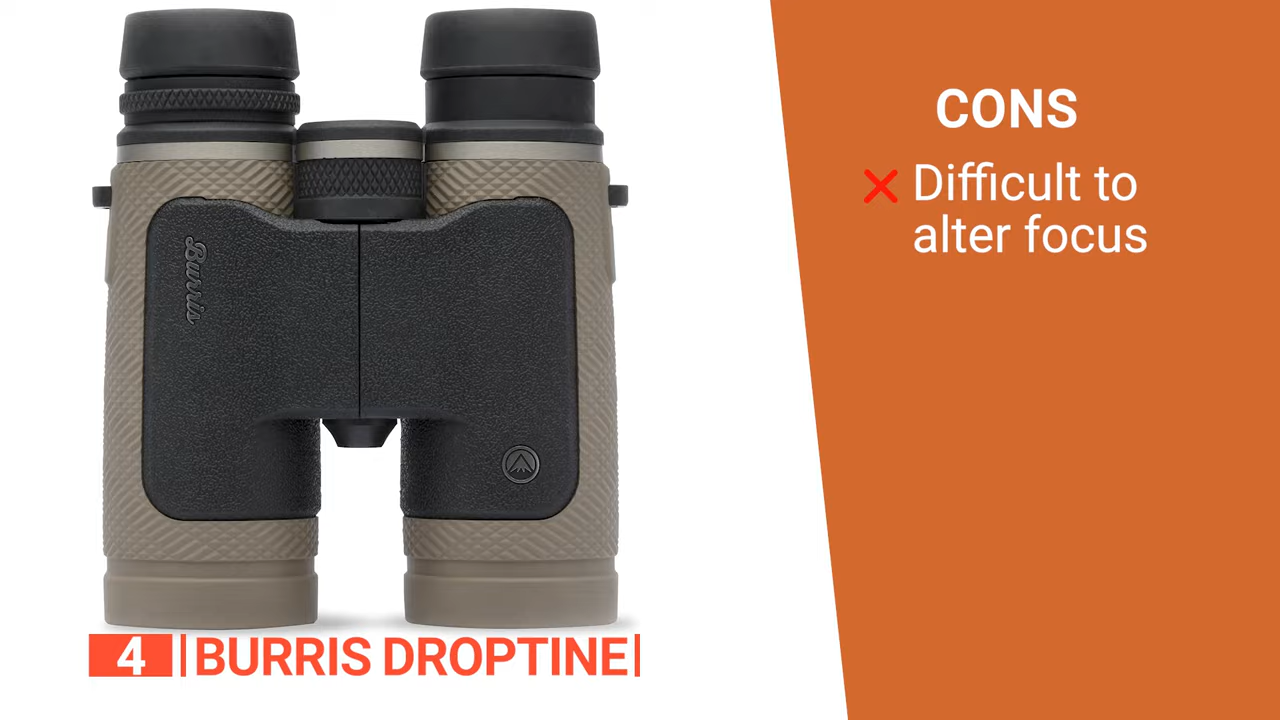 Burris
4
BURRIS DROPTINE
CONS
Difficult to
alter focus